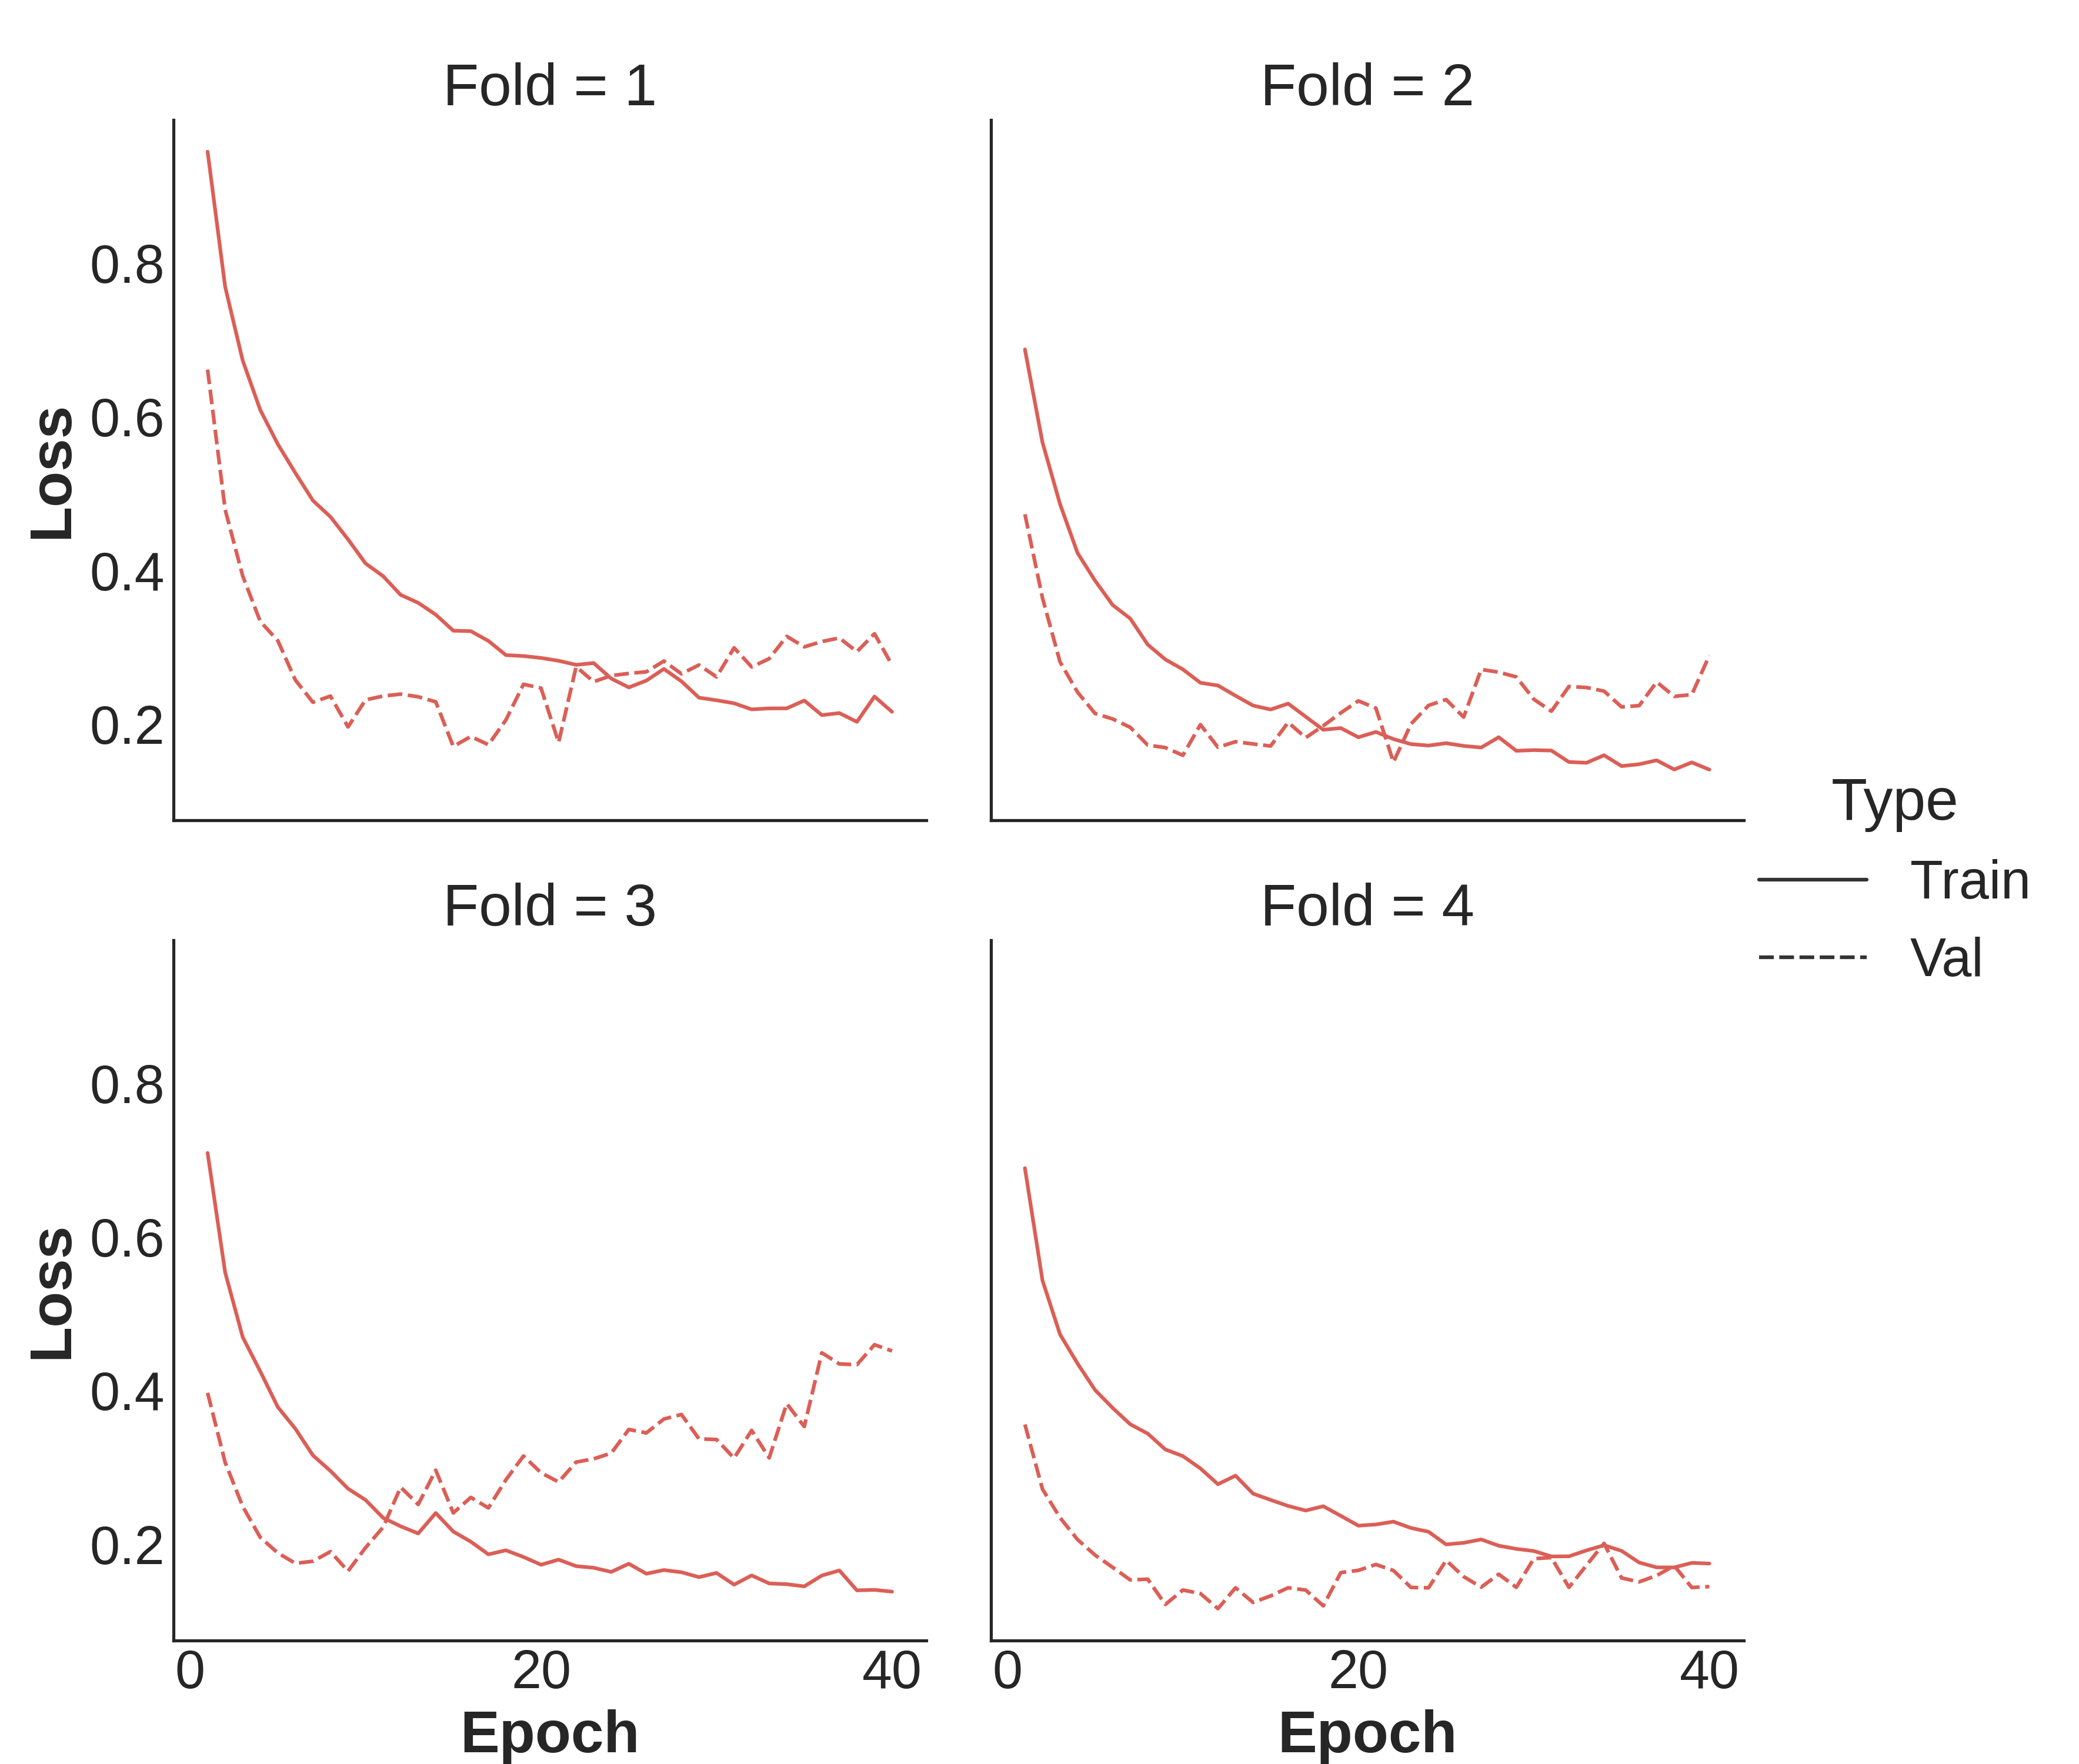 Fold = 1
Fold = 2
0.8
0.6
0.4
0.2
Loss
Type
Train
Val
Fold = 3
Fold = 4
0.8
0.6
0.4
0.2
Loss
0 20 40
0 20 40
Epoch
Epoch